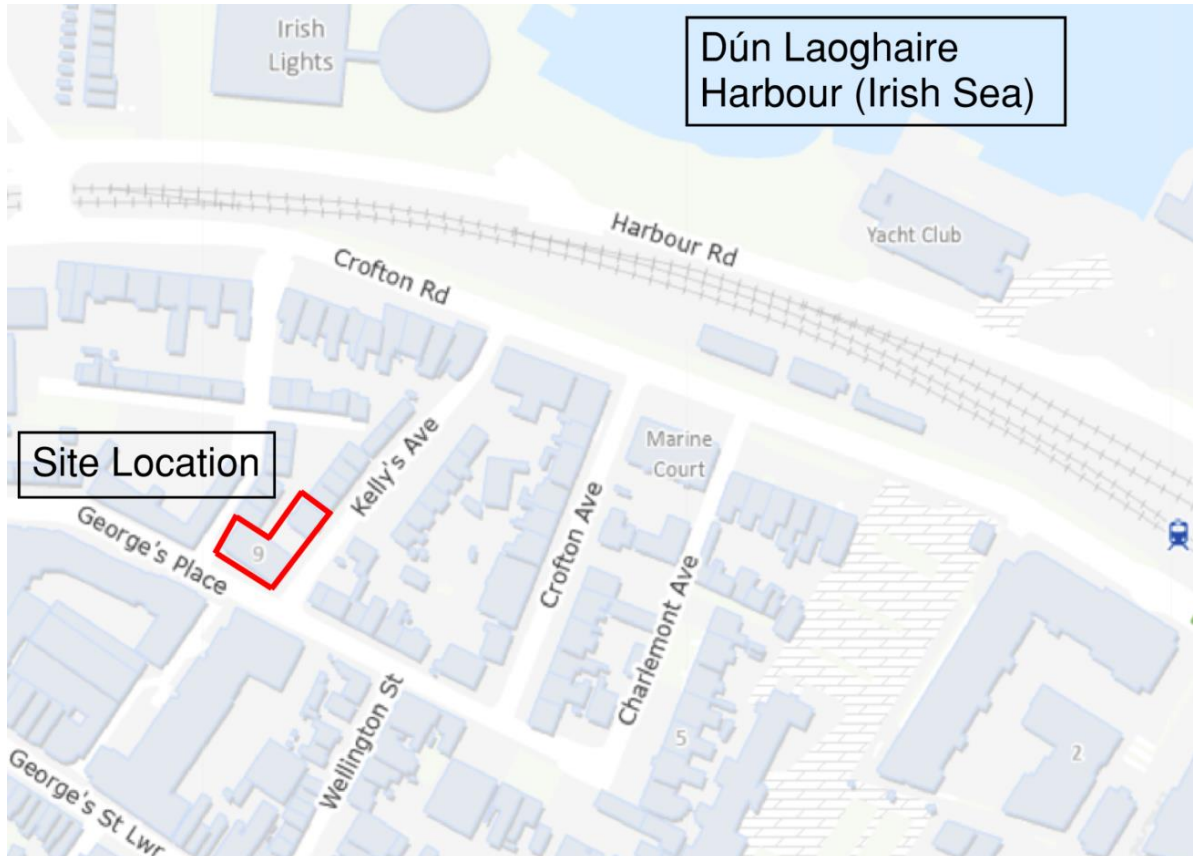 Irish
Lights
Dún Laoghaire
Harbour (Irish Sea)
Harbour Rd
Yacht Club
Crofton Rd
Site Location
Kelly's Ave
Marine
Court
George's Place
9
Crofton Ave
Charlemont Ave
Wellington St
5
2
George's St Lwr